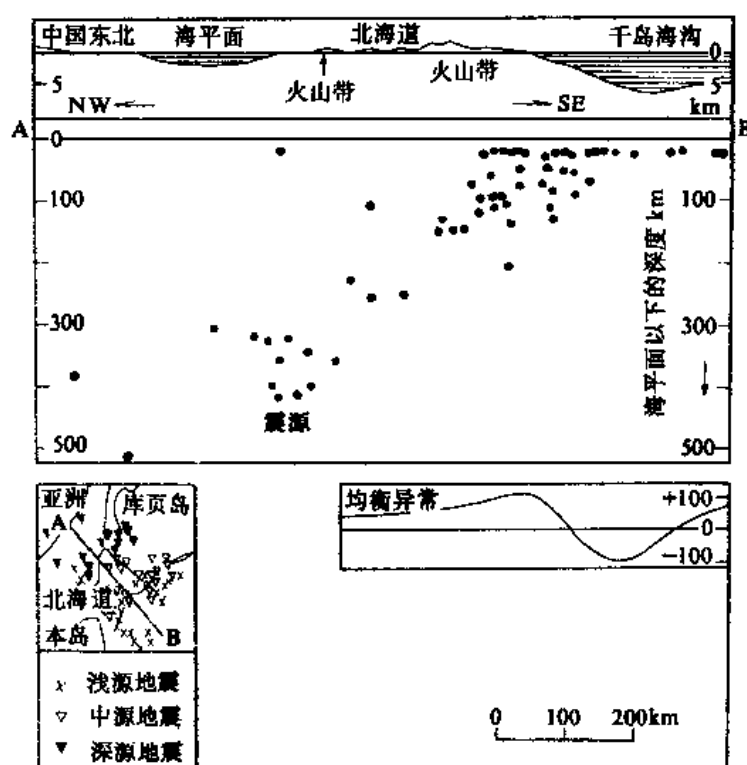 中国东北 海平面 北海道 千岛海沟
0
5 火山带 火山带 5
NW SE km
A B
0
100 100
海平面以下的深度 km
300 300
震源
500 500
亚洲 库页岛
A
北海道
本岛 B
x 浅源地震
▽ 中源地震
▼ 深源地震
均衡异常 +100
0
-100
0 100 200km